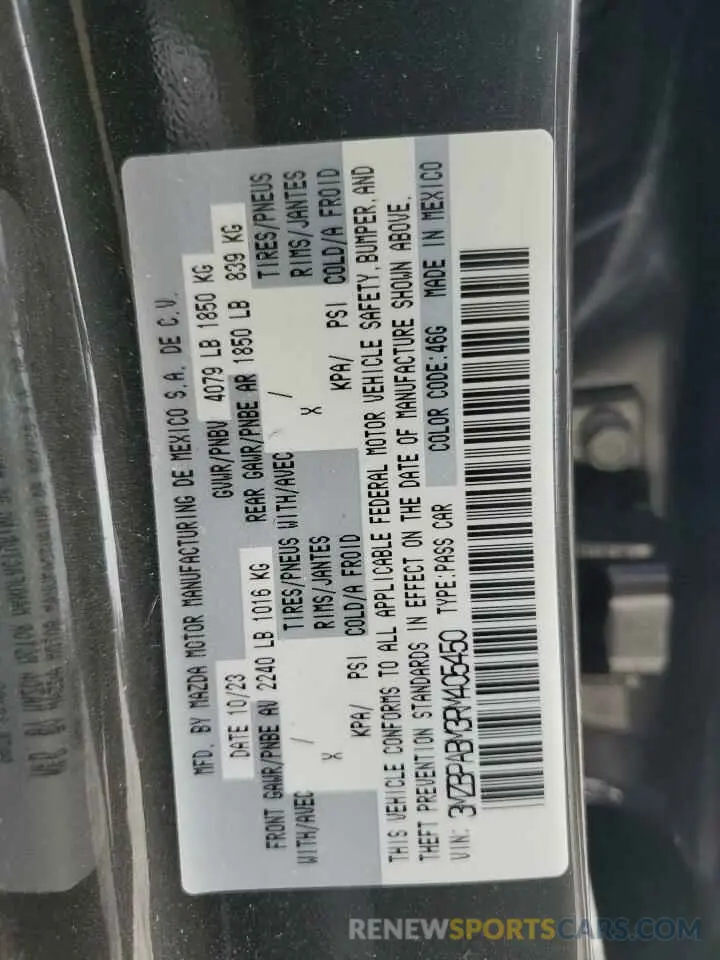 MFD. BY MAZDA MOTOR MANUFACTURING DE MEXICO S.A. DE C.V.
DATE 10/23 GVWR/PNBV 4079 LB 1850 KG
FRONT GAWR/PNBE AV 2240 LB 1016 KG REAR GAWR/PNBE AR 1850 LB 839 KG
WITH/AVEC / TIRES/PNEUS WITH/AVEC / TIRES/PNEUS
X RIMS/JANTES X RIMS/JANTES
KPA/ PSI COLD/A FROID KPA/ PSI COLD/A FROID
THIS VEHICLE CONFORMS TO ALL APPLICABLE FEDERAL MOTOR VEHICLE SAFETY, BUMPER, AND
THEFT PREVENTION STANDARDS IN EFFECT ON THE DATE OF MANUFACTURE SHOWN ABOVE.
VIN: 3MZBPABM3RM405450 TYPE:PASS CAR COLOR CODE:46G MADE IN MEXICO
RENEWSPORTSCARS.COM